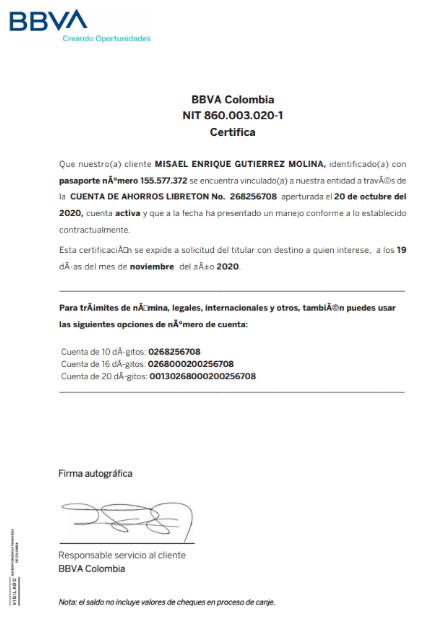 BBVA
Creando Oportunidades
BBVA Colombia
NIT 860.003.020-1
Certifica
Que nuestro(a) cliente MISAEL ENRIQUE GUTIERREZ MOLINA, identificado(a) con
pasaporte nÃºmero 155.577.372 se encuentra vinculado(a) a nuestra entidad a travÃ©s de
la CUENTA DE AHORROS LIBRETON No. 268256708 aperturada el 20 de octubre del
2020, cuenta activa y que a la fecha ha presentado un manejo conforme a lo establecido
contractualmente.
Esta certificaciÃ□n se expide a solicitud del titular con destino a quien interese, a los 19
dÃ-as del mes de noviembre del aÃ±o 2020.
Para trÃ¡mites de nÃ□mina, legales, internacionales y otros, tambiÃ©n puedes usar
las siguientes opciones de nÃºmero de cuenta:
Cuenta de 10 dÃ-gitos: 0268256708
Cuenta de 16 dÃ-gitos: 0268000200256708
Cuenta de 20 dÃ-gitos: 00130268000200256708
Firma autográfica
Responsable servicio al cliente
BBVA Colombia
Nota: el saldo no incluye valores de cheques en proceso de canje.
VIGILADO
SUPERINTENDENCIA FINANCIERA
DE COLOMBIA